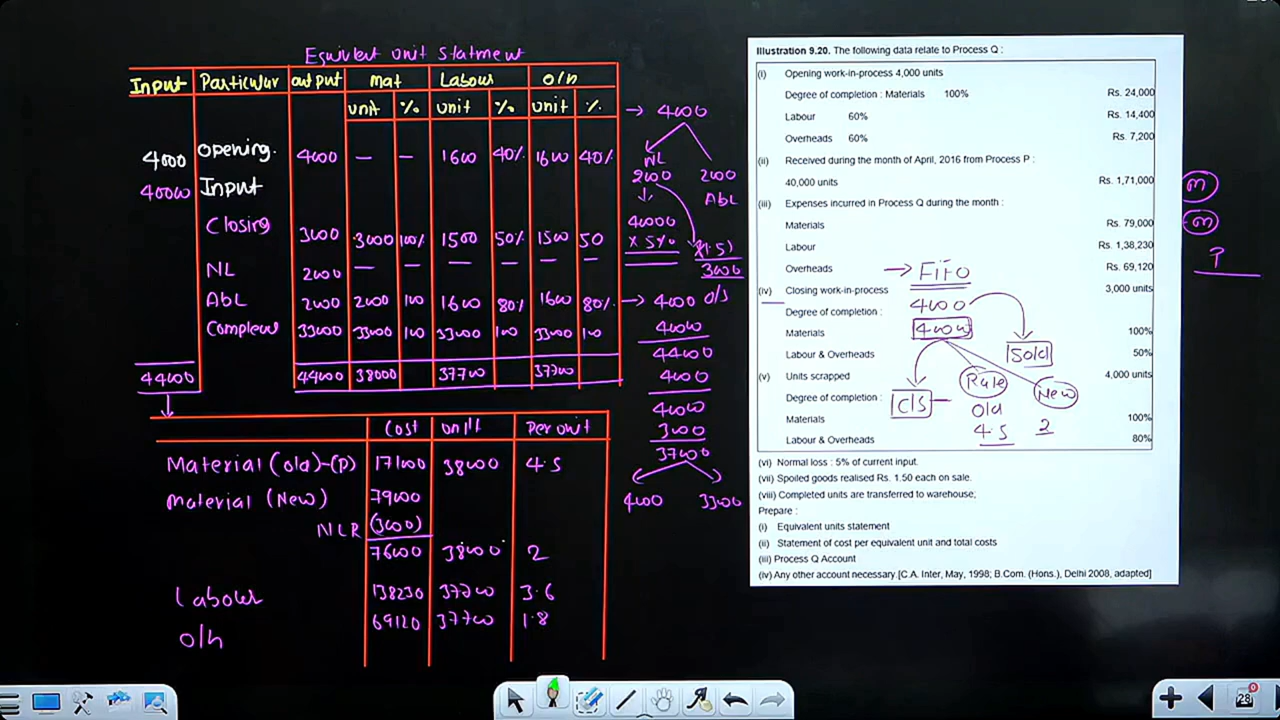 Equivlent unit Statment
Input Particular output Mat Labour O/h
unit % unit % unit %
4000 Opening. 4000 — — 1600 40% 1600 40%
40000 Input
Closing 3000 3000 100% 1500 50% 1500 50
NL 2000 — — — — — —
AbL 2000 2000 100 1600 80% 1600 80%
Completed 33000 33000 100 33000 100 33000 100
44000 44000 38000 37700 37700
Cost unit Per unit
Material (old)-(P) 171000 38000 4.5
Material (New) 79000
NLR (3000)
76000 38000 2
Labour 138230 37700 3.6
O/h 69120 37700 1.8
→ 4000
NL
2000 2000
AbL
40000
× 5%
(1.5)
3000
→ 4000 O/s
40000
44000
4000
40000
3000
37000
4000 33000
Illustration 9.20. The following data relate to Process Q :
(i) Opening work-in-process 4,000 units
Degree of completion : Materials 100% Rs. 24,000
Labour 60% Rs. 14,400
Overheads 60% Rs. 7,200
(ii) Received during the month of April, 2016 from Process P :
40,000 units Rs. 1,71,000
(iii) Expenses incurred in Process Q during the month :
Materials Rs. 79,000
Labour Rs. 1,38,230
Overheads Rs. 69,120
(iv) Closing work-in-process 3,000 units
Degree of completion :
Materials 100%
Labour & Overheads 50%
(v) Units scrapped 4,000 units
Degree of completion :
Materials 100%
Labour & Overheads 80%
(vi) Normal loss : 5% of current input.
(vii) Spoiled goods realised Rs. 1.50 each on sale.
(viii) Completed units are transferred to warehouse;
Prepare :
(i) Equivalent units statement
(ii) Statement of cost per equivalent unit and total costs
(iii) Process Q Account
(iv) Any other account necessary.[C.A. Inter, May, 1998; B.Com. (Hons.), Delhi 2008, adapted]
→ FIFO
4000
40000
Sold
C/S
Rule
New
old
4.5 2
m
m
28